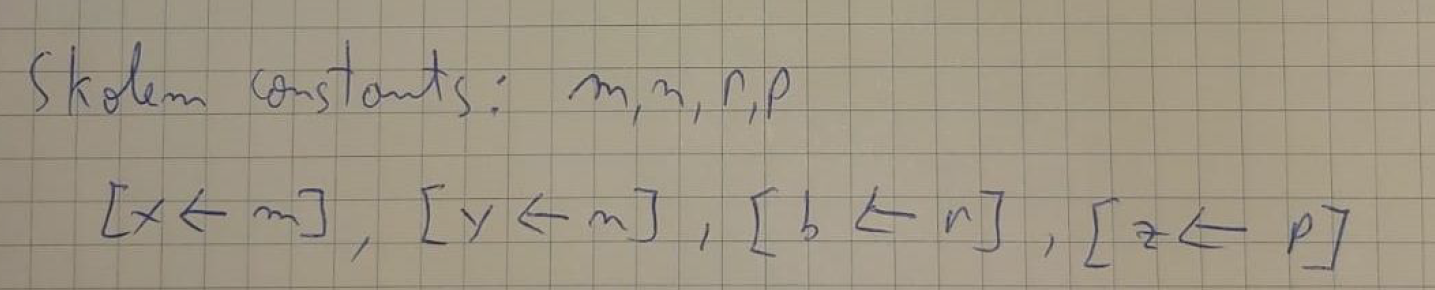 Skolem constants: m, n, r, p
[x ← m], [y ← n], [b ← r], [z ← p]